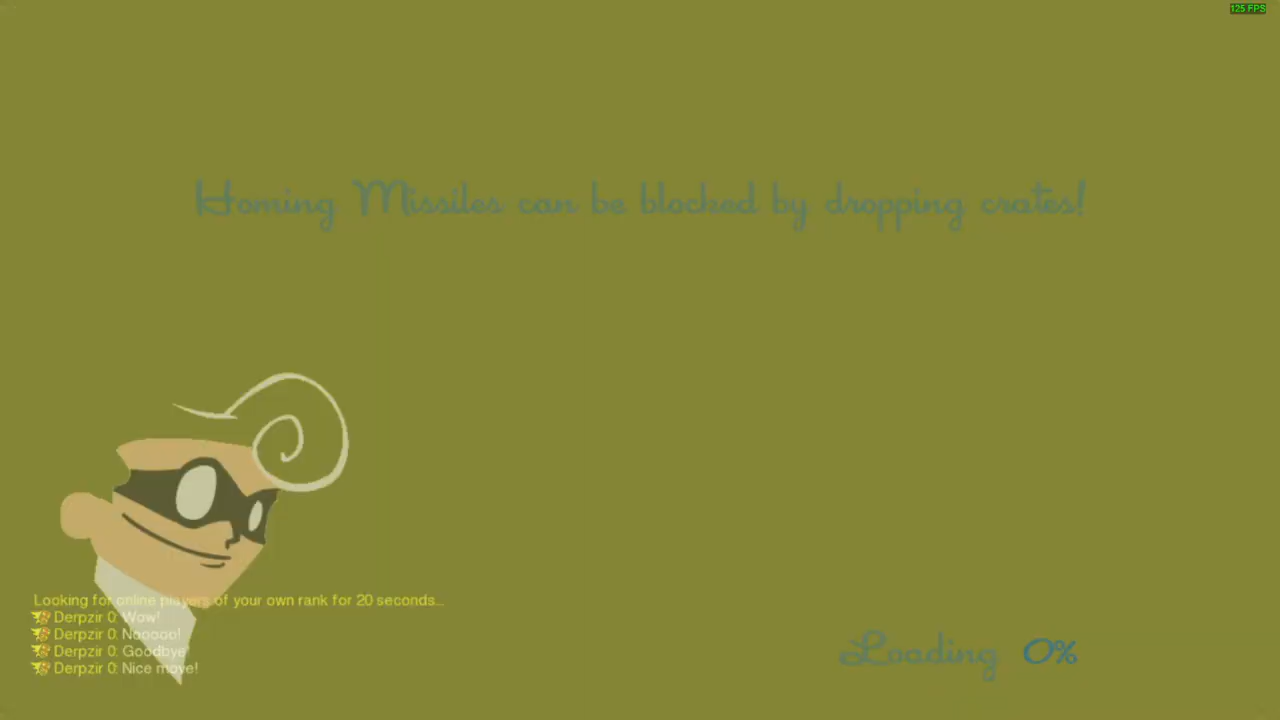 125 FPS
Homing Missiles can be blocked by dropping crates!
Looking for online players of your own rank for 20 seconds...
Derpzir 0: Wow!
Derpzir 0: Nooooo!
Derpzir 0: Goodbye!
Derpzir 0: Nice move!
Loading 0%